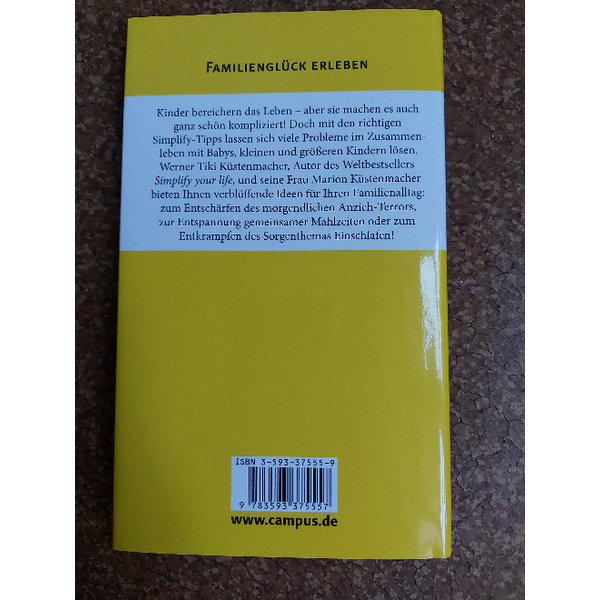 FAMILIENGLÜCK ERLEBEN
Kinder bereichern das Leben – aber sie machen es auch
ganz schön kompliziert! Doch mit den richtigen
Simplify-Tipps lassen sich viele Probleme im Zusammen-
leben mit Babys, kleinen und größeren Kindern lösen.
Werner Tiki Küstenmacher, Autor des Weltbestsellers
Simplify your life, und seine Frau Marion Küstenmacher
bieten Ihnen verblüffende Ideen für Ihren Familienalltag:
zum Entschärfen des morgendlichen Anzich-Terrors,
zur Entspannung gemeinsamer Mahlzeiten oder zum
Entkrampfen des Sorgenthemas Einschlafen!
ISBN 3-593-37555-9
9 783593 375557
www.campus.de